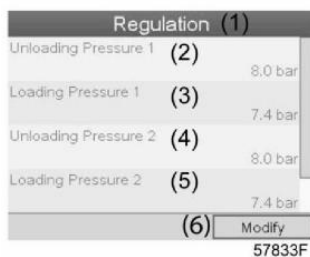 Regulation (1)
Unloading Pressure 1 (2)
8.0 bar
Loading Pressure 1 (3)
7.4 bar
Unloading Pressure 2 (4)
8.0 bar
Loading Pressure 2 (5)
7.4 bar
(6) Modify
57833F